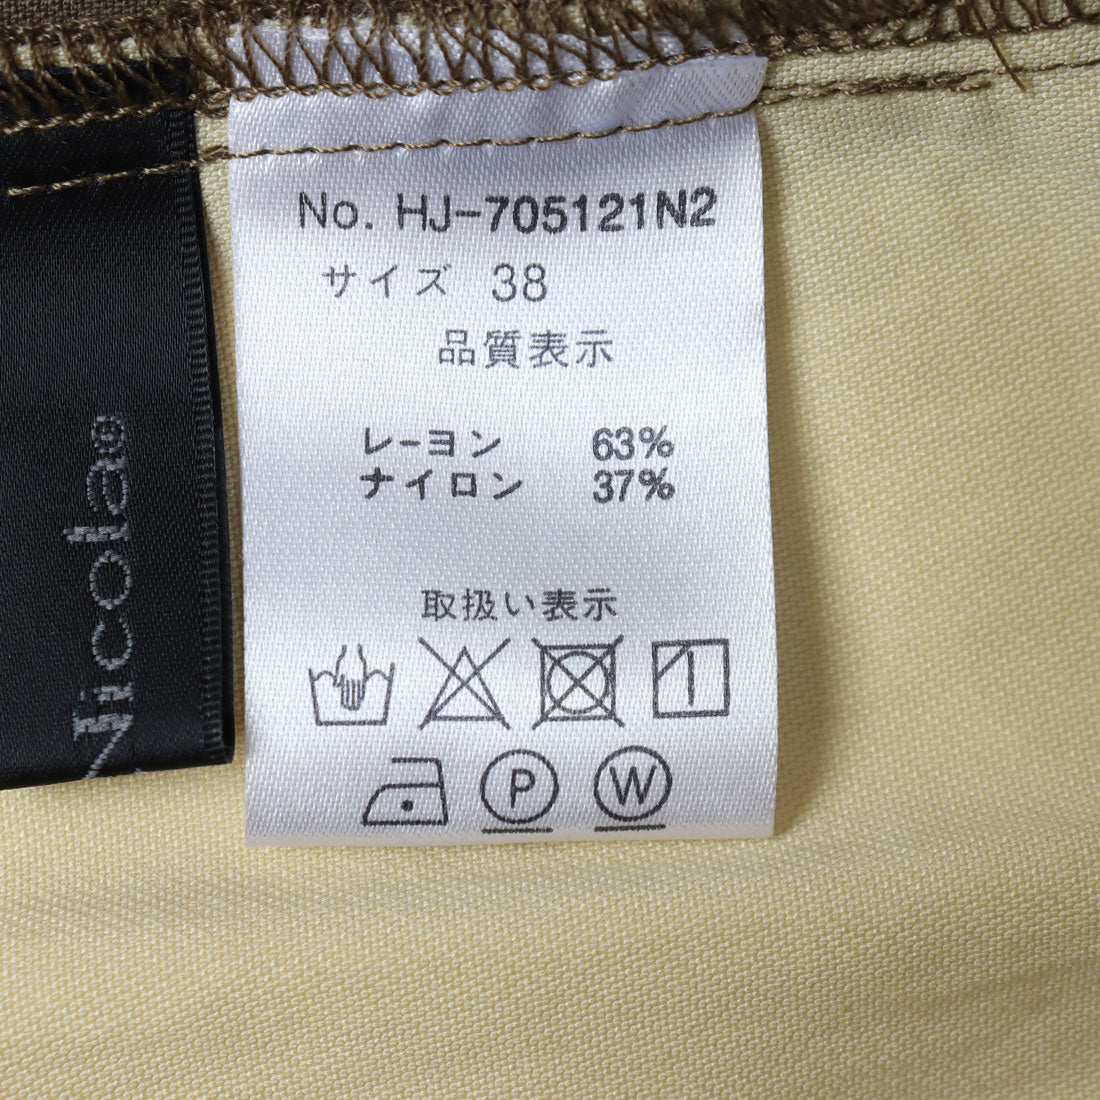 No. HJ-705121N2
サイズ 38
品質表示
レーヨン 63%
ナイロン 37%
取扱い表示
P W
Nicola